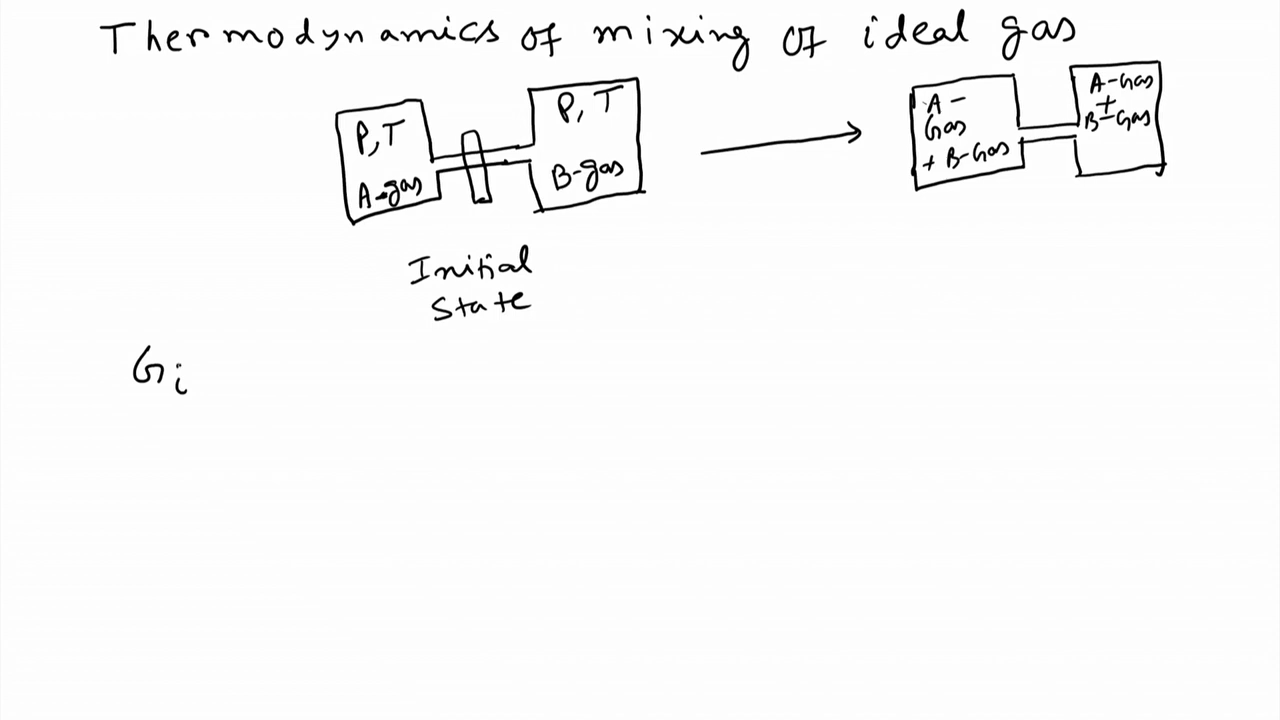 Thermodynamics of mixing of ideal gas
P, T
A-gas
P, T
B-gas
A-
Gas
+ B-Gas
A-Gas
+
B-Gas
Initial
State
Gi